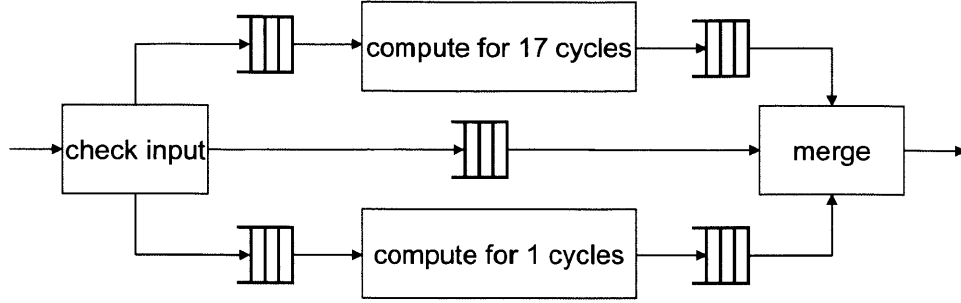 compute for 17 cycles
check input
merge
compute for 1 cycles